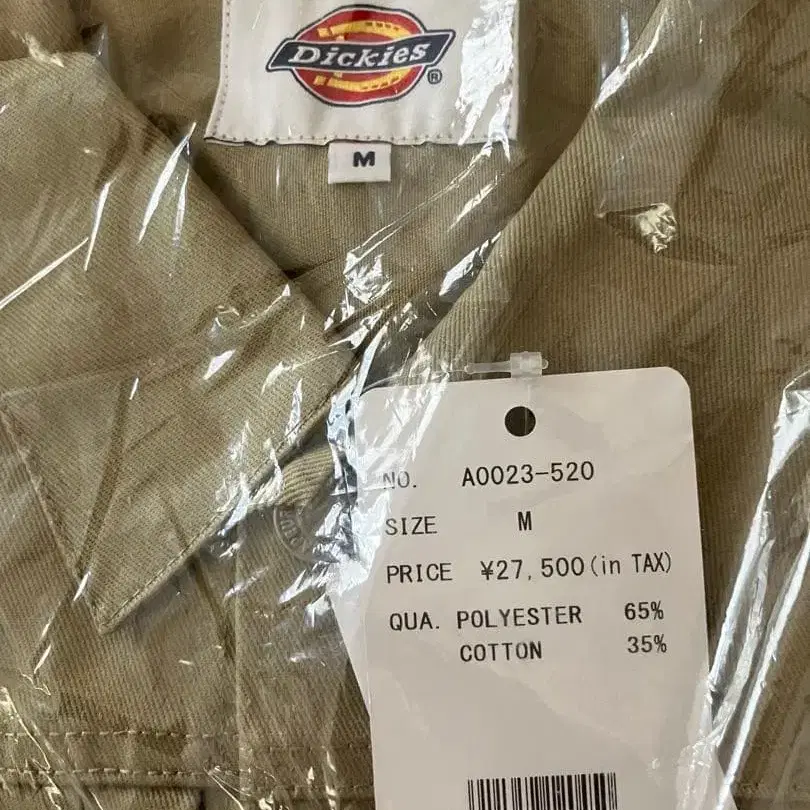 Dickies®
M
NO. A0023-520
SIZE M
PRICE ¥27,500(in TAX)
QUA. POLYESTER 65%
COTTON 35%